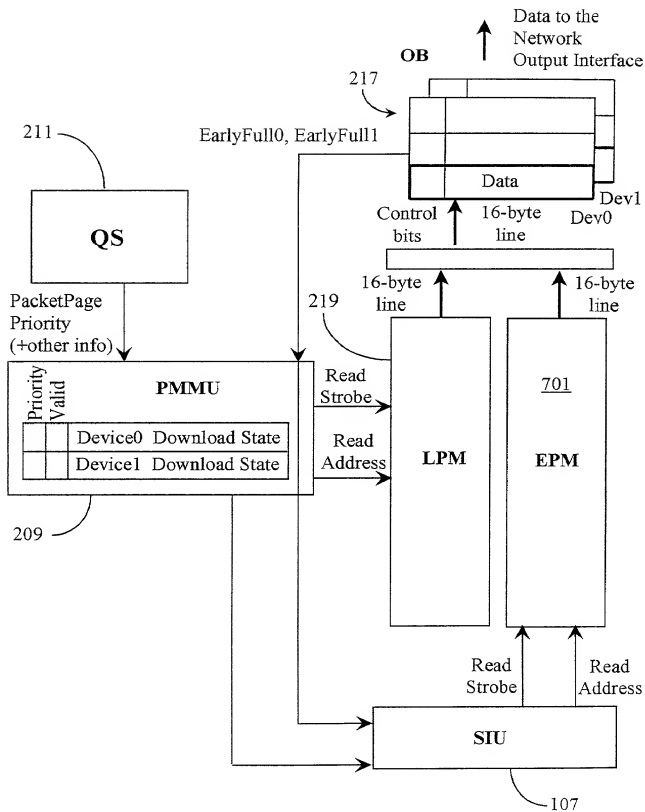 Data to the
Network
Output Interface
OB
217
EarlyFull0, EarlyFull1
211
Data
Dev1
Dev0
Control
bits
16-byte
line
QS
16-byte
line
16-byte
line
219
PacketPage
Priority
(+other info)
PMMU
Priority
Valid
Device0 Download State
Device1 Download State
Read
Strobe
Read
Address
701
LPM
EPM
209
Read
Strobe
Read
Address
SIU
107